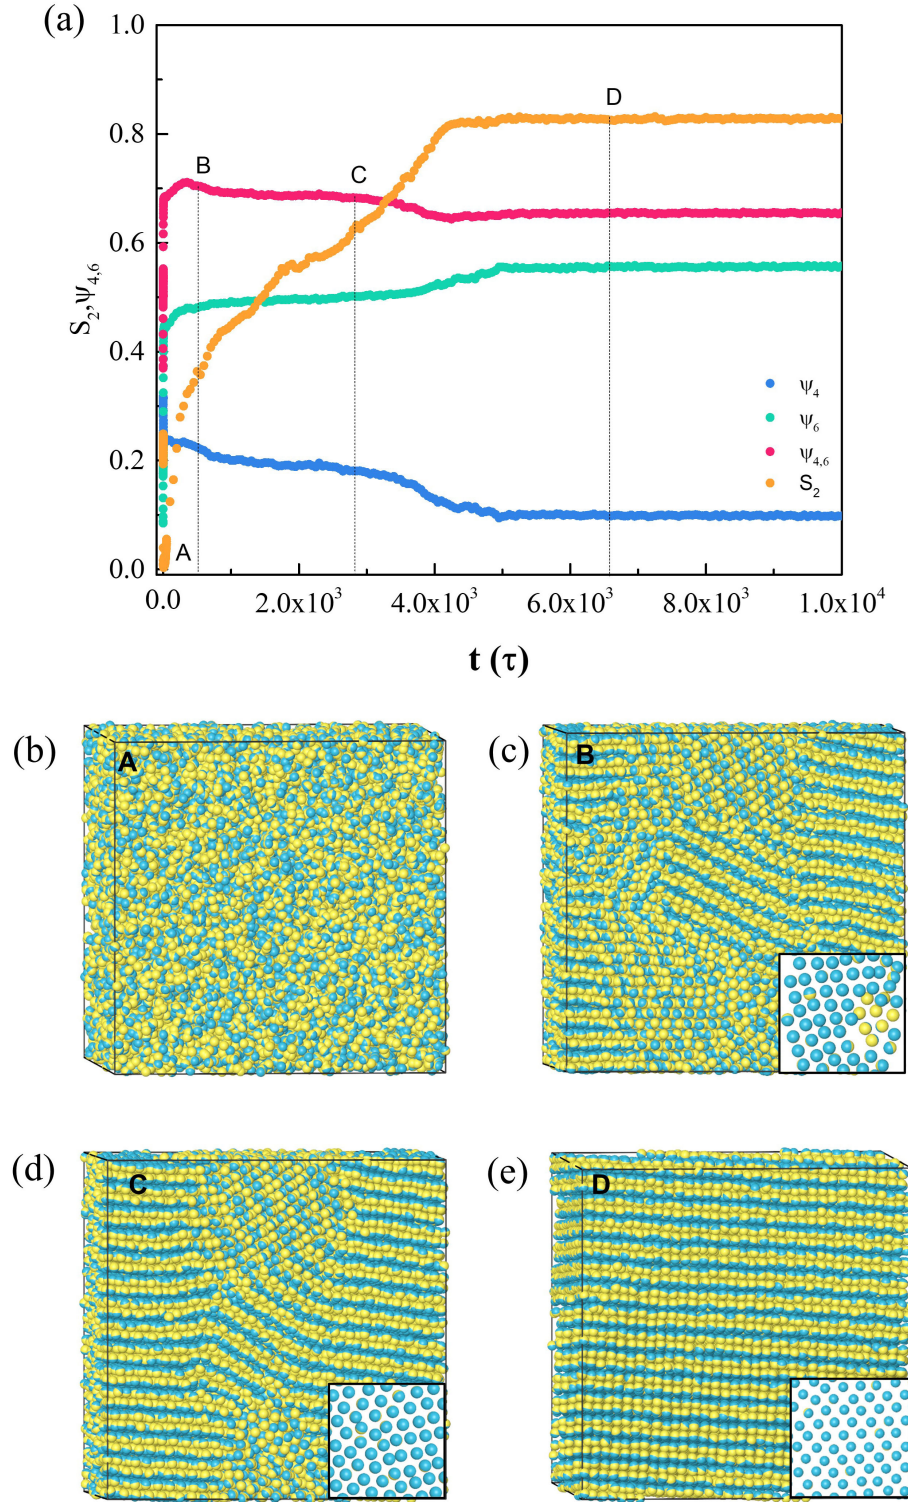 (a)
1.0
0.8
0.6
0.4
0.2
0.0
S₂,ψ₄,₆
A
B
C
D
ψ₄
ψ₆
ψ₄,₆
S₂
0.0
2.0x10³
4.0x10³
6.0x10³
8.0x10³
1.0x10⁴
t (τ)
(b)
A
(c)
B
(d)
C
(e)
D